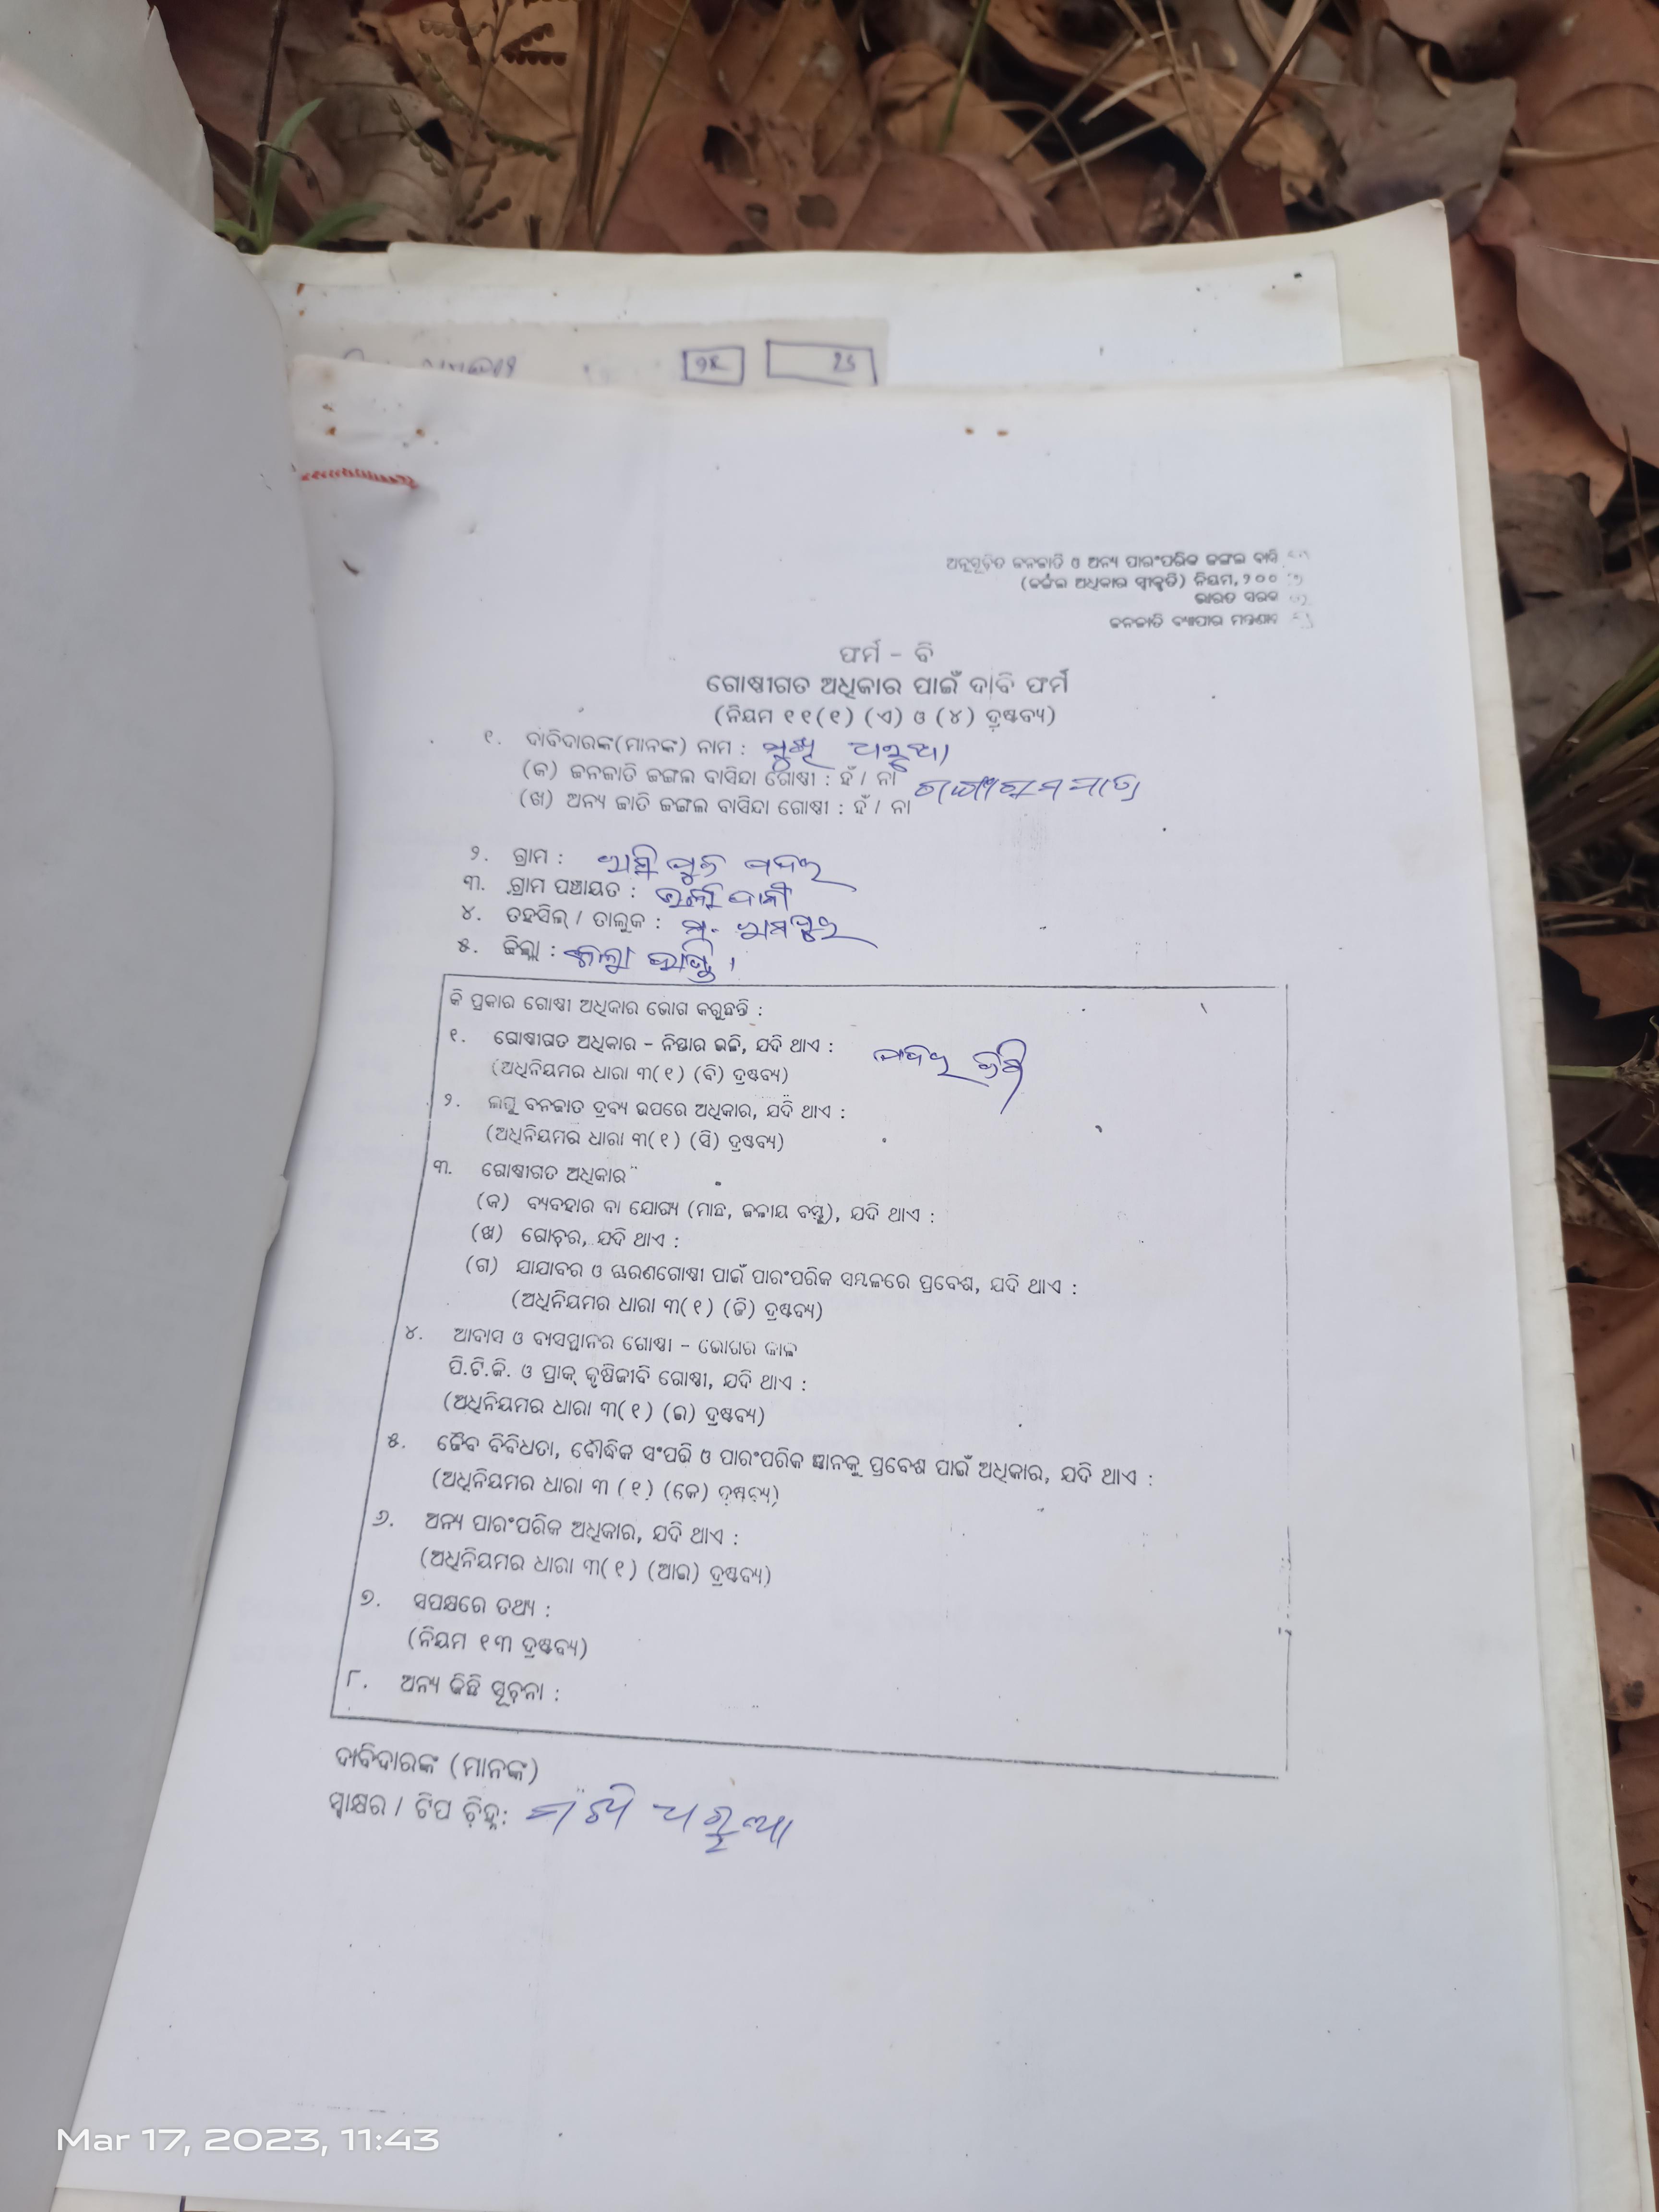 ୨୪ 25
ଅନୁସୂଚିତ ଜନଜାତି ଓ ଅନ୍ୟ ପାରଂପରିକ ଜଙ୍ଗଲ ବାସି
(ଜଙ୍ଗଲ ଅଧିକାର ସ୍ୱୀକୃତି) ନିୟମ, ୨୦୦
ଭାରତ ସରକ
ଜନଜାତି ବ୍ୟାପାର ମନ୍ତ୍ରଣାଳ
ଫର୍ମ - ବି
ଗୋଷ୍ଠୀଗତ ଅଧିକାର ପାଇଁ ଦାବି ଫର୍ମ
(ନିୟମ ୧୧(୧) (ଏ) ଓ (୪) ଦ୍ରଷ୍ଟବ୍ୟ)
୧. ଦାବିଦାରଙ୍କ(ମାନଙ୍କ) ନାମ :
(କ) ଜନଜାତି ଜଙ୍ଗଲ ବାସିନ୍ଦା ଗୋଷ୍ଠୀ : ହଁ / ନା
(ଖ) ଅନ୍ୟ ଜାତି ଜଙ୍ଗଲ ବାସିନ୍ଦା ଗୋଷ୍ଠୀ : ହଁ / ନା
୨. ଗ୍ରାମ :
୩. ଗ୍ରାମ ପଞ୍ଚାୟତ :
୪. ତହସିଲ୍ / ତାଲୁକ : ମ. ରାମପୁର
୫. ଜିଲ୍ଲା : କଳାହାଣ୍ଡି ।
କି ପ୍ରକାର ଗୋଷ୍ଠୀ ଅଧିକାର ଭୋଗ କରୁଛନ୍ତି :
୧. ଗୋଷ୍ଠୀଗତ ଅଧିକାର - ନିସ୍ତାର ଭଳି, ଯଦି ଥାଏ :
(ଅଧିନିୟମର ଧାରା ୩(୧) (ବି) ଦ୍ରଷ୍ଟବ୍ୟ)
୨. ଲଘୁ ବନଜାତ ଦ୍ରବ୍ୟ ଉପରେ ଅଧିକାର, ଯଦି ଥାଏ :
(ଅଧିନିୟମର ଧାରା ୩(୧) (ସି) ଦ୍ରଷ୍ଟବ୍ୟ)
୩. ଗୋଷ୍ଠୀଗତ ଅଧିକାର
(କ) ବ୍ୟବହାର ବା ଯୋଗ୍ୟ (ମାଛ, ଜଳୀୟ ବସ୍ତୁ), ଯଦି ଥାଏ :
(ଖ) ଗୋଚର, ଯଦି ଥାଏ :
(ଗ) ଯାଯାବର ଓ ଚାରଣଗୋଷ୍ଠୀ ପାଇଁ ପାରଂପରିକ ସମ୍ବଳରେ ପ୍ରବେଶ, ଯଦି ଥାଏ :
(ଅଧିନିୟମର ଧାରା ୩(୧) (ଡି) ଦ୍ରଷ୍ଟବ୍ୟ)
୪. ଆବାସ ଓ ବାସସ୍ଥାନର ଗୋଷ୍ଠୀ - ଭୋଗର କାଳ
ପି.ଟି.ଜି. ଓ ପ୍ରାକ୍ କୃଷିଜୀବି ଗୋଷ୍ଠୀ, ଯଦି ଥାଏ :
(ଅଧିନିୟମର ଧାରା ୩(୧) (ଇ) ଦ୍ରଷ୍ଟବ୍ୟ)
୫. ଜୈବ ବିବିଧତା, ବୌଦ୍ଧିକ ସଂପତ୍ତି ଓ ପାରଂପରିକ ଜ୍ଞାନକୁ ପ୍ରବେଶ ପାଇଁ ଅଧିକାର, ଯଦି ଥାଏ :
(ଅଧିନିୟମର ଧାରା ୩ (୧) (କେ) ଦ୍ରଷ୍ଟବ୍ୟ)
୬. ଅନ୍ୟ ପାରଂପରିକ ଅଧିକାର, ଯଦି ଥାଏ :
(ଅଧିନିୟମର ଧାରା ୩(୧) (ଆଇ) ଦ୍ରଷ୍ଟବ୍ୟ)
୭. ସପକ୍ଷରେ ତଥ୍ୟ :
(ନିୟମ ୧୩ ଦ୍ରଷ୍ଟବ୍ୟ)
୮. ଅନ୍ୟ କିଛି ସୂଚନା :
ଦାବିଦାରଙ୍କ (ମାନଙ୍କ)
ସ୍ୱାକ୍ଷର / ଟିପ ଚିହ୍ନ:
Mar 17, 2023, 11:43